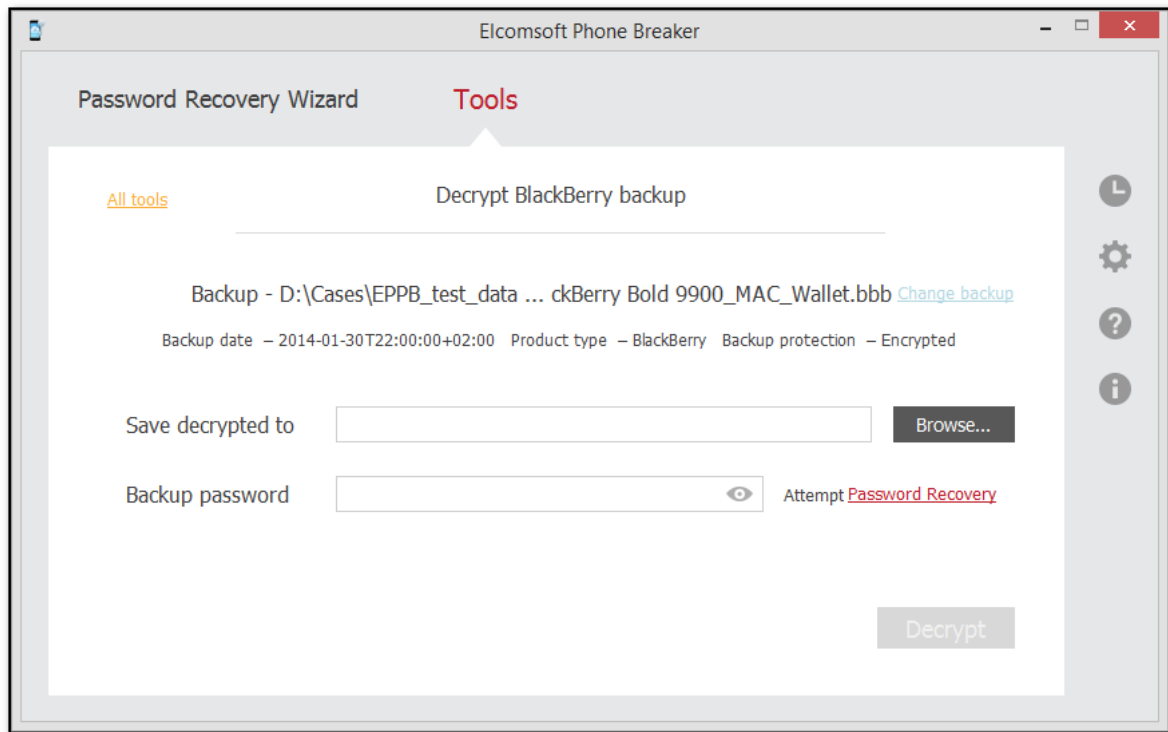 Elcomsoft Phone Breaker
Password Recovery Wizard Tools
All tools Decrypt BlackBerry backup
Backup - D:\Cases\EPPB_test_data ... ckBerry Bold 9900_MAC_Wallet.bbb Change backup
Backup date – 2014-01-30T22:00:00+02:00 Product type – BlackBerry Backup protection – Encrypted
Save decrypted to Browse...
Backup password Attempt Password Recovery
Decrypt